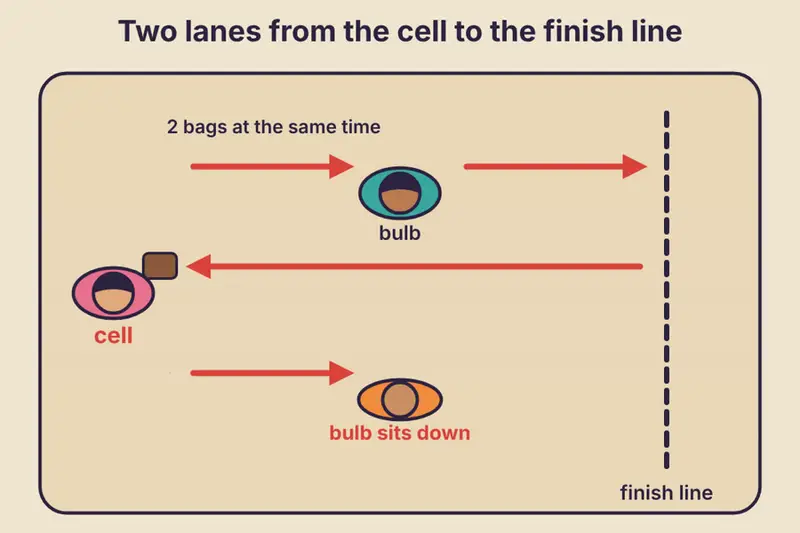 Two lanes from the cell to the finish line
2 bags at the same time
bulb
cell
bulb sits down
finish line